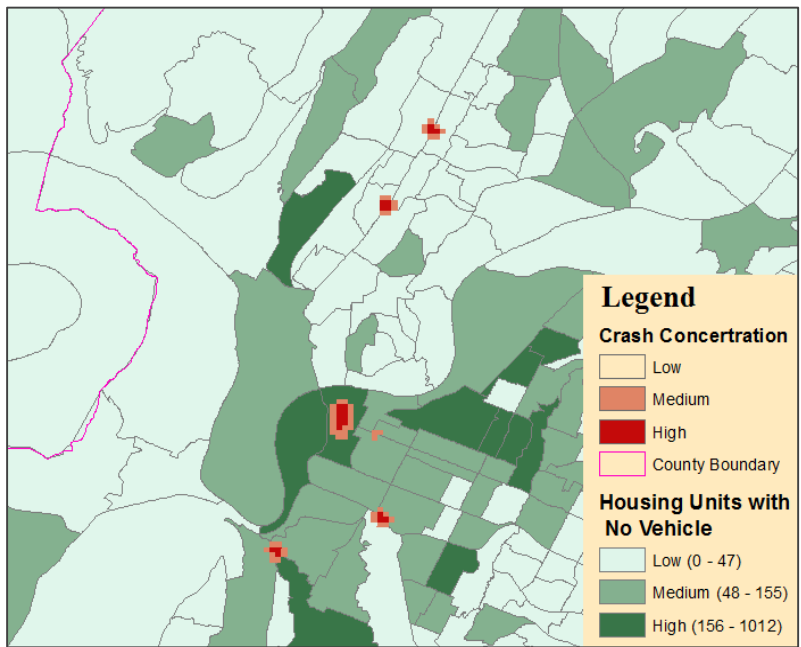 Legend
Crash Concertration
Low
Medium
High
County Boundary
Housing Units with
No Vehicle
Low (0 - 47)
Medium (48 - 155)
High (156 - 1012)